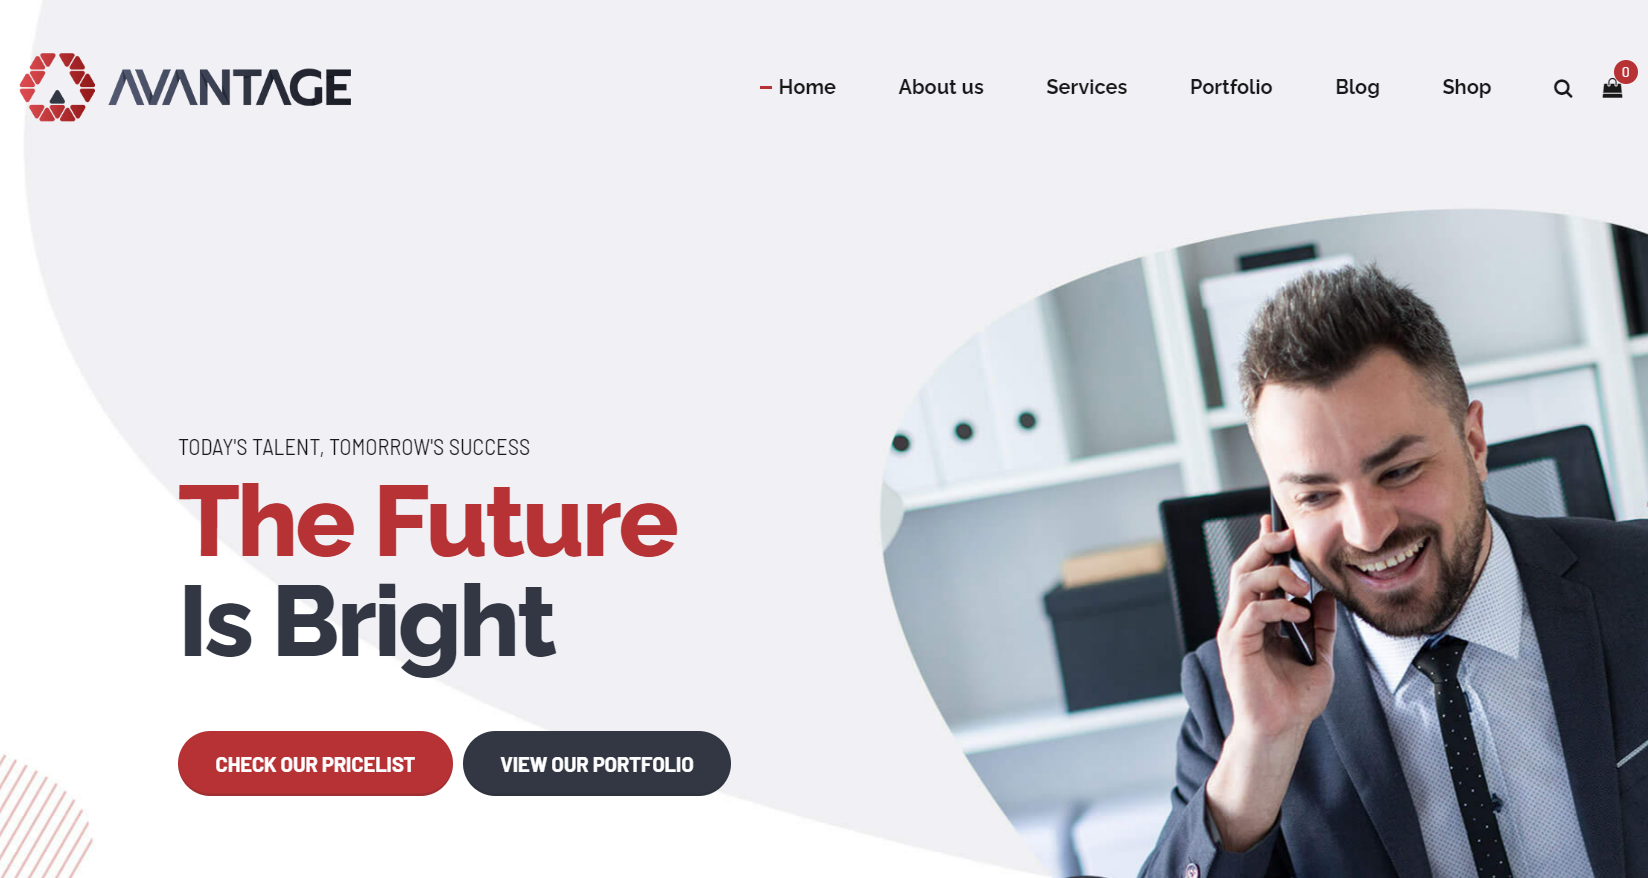 AVANTAGE
Home About us Services Portfolio Blog Shop 0
TODAY'S TALENT, TOMORROW'S SUCCESS
The Future
Is Bright
CHECK OUR PRICELIST VIEW OUR PORTFOLIO